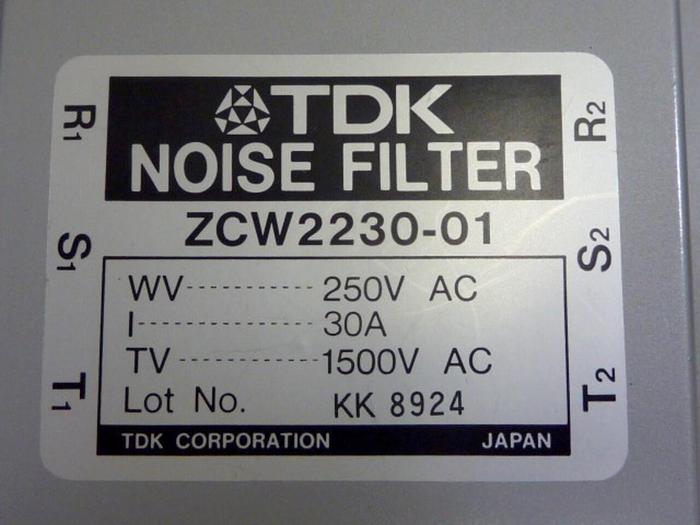 TDK
NOISE FILTER
ZCW2230-01
WV------------ 250V AC
I---------------- 30A
TV-------------1500V AC
Lot No. KK 8924
TDK CORPORATION JAPAN
R1
S1
T1
R2
S2
T2